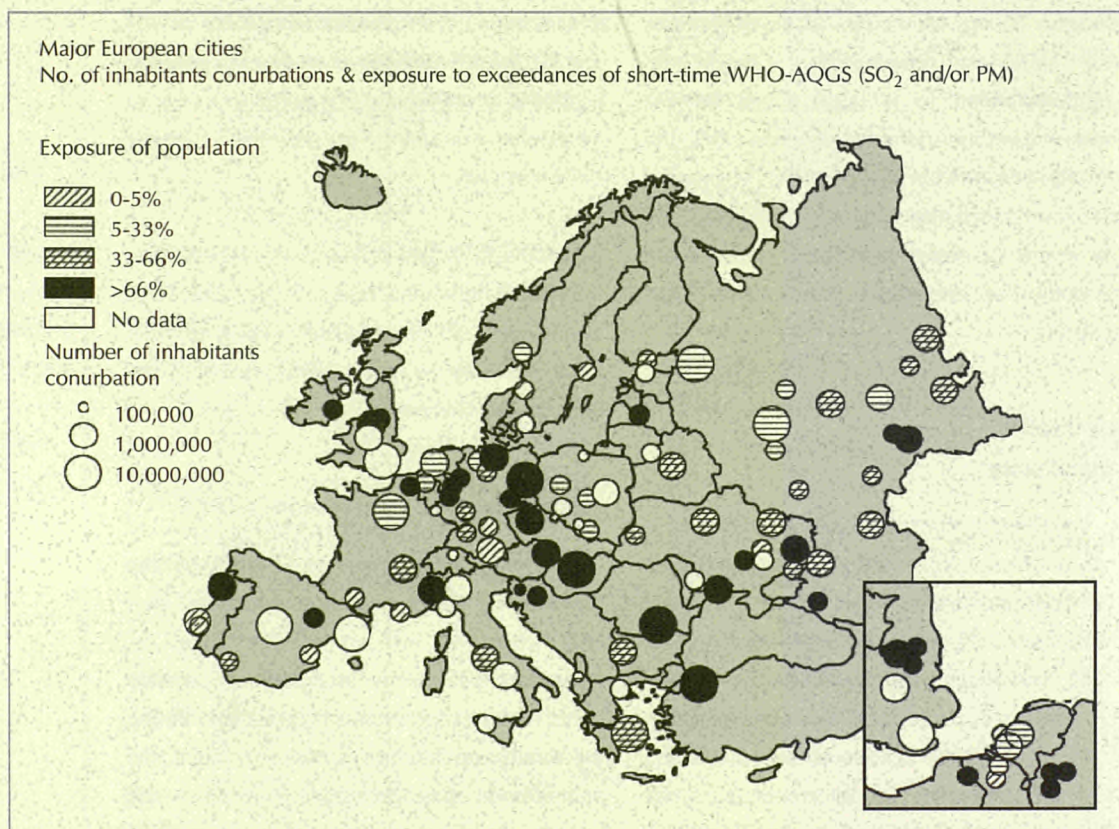 Major European cities
No. of inhabitants conurbations & exposure to exceedances of short-time WHO-AQGS (SO₂ and/or PM)
Exposure of population
0-5%
5-33%
33-66%
>66%
No data
Number of inhabitants
conurbation
100,000
1,000,000
10,000,000